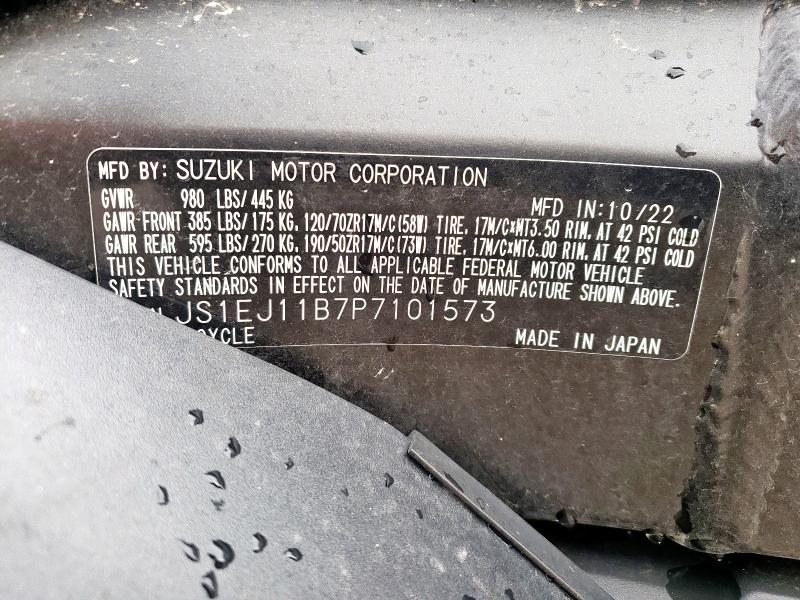 MFD BY: SUZUKI MOTOR CORPORATION
GVWR 980 LBS/445 KG MFD IN:10/22
GAWR FRONT 385 LBS/175 KG, 120/70ZR17M/C(58W) TIRE, 17M/C×MT3.50 RIM, AT 42 PSI COLD
GAWR REAR 595 LBS/270 KG, 190/50ZR17M/C(73W) TIRE, 17M/C×MT6.00 RIM, AT 42 PSI COLD
THIS VEHICLE CONFORMS TO ALL APPLICABLE FEDERAL MOTOR VEHICLE
SAFETY STANDARDS IN EFFECT ON THE DATE OF MANUFACTURE SHOWN ABOVE.
JS1EJ11B7P7101573
CYCLE MADE IN JAPAN